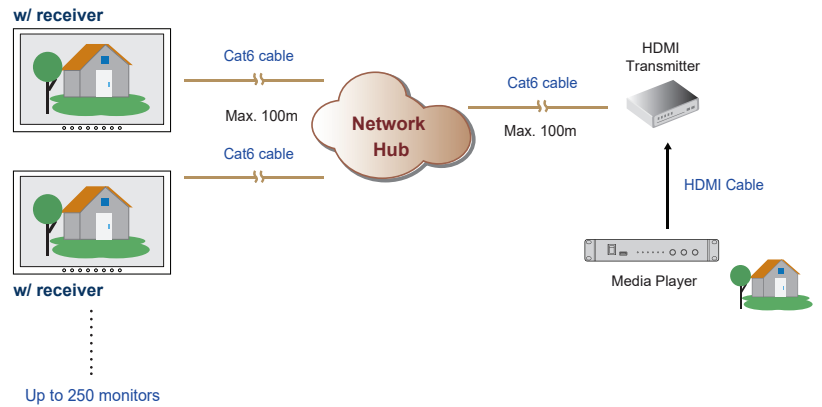 w/ receiver
Cat6 cable
Max. 100m
Cat6 cable
w/ receiver
Up to 250 monitors
Network
Hub
Cat6 cable
Max. 100m
HDMI
Transmitter
HDMI Cable
Media Player